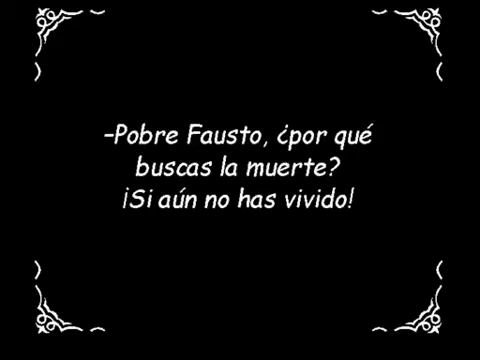 –Pobre Fausto, ¿por qué
buscas la muerte?
¡Si aún no has vivido!